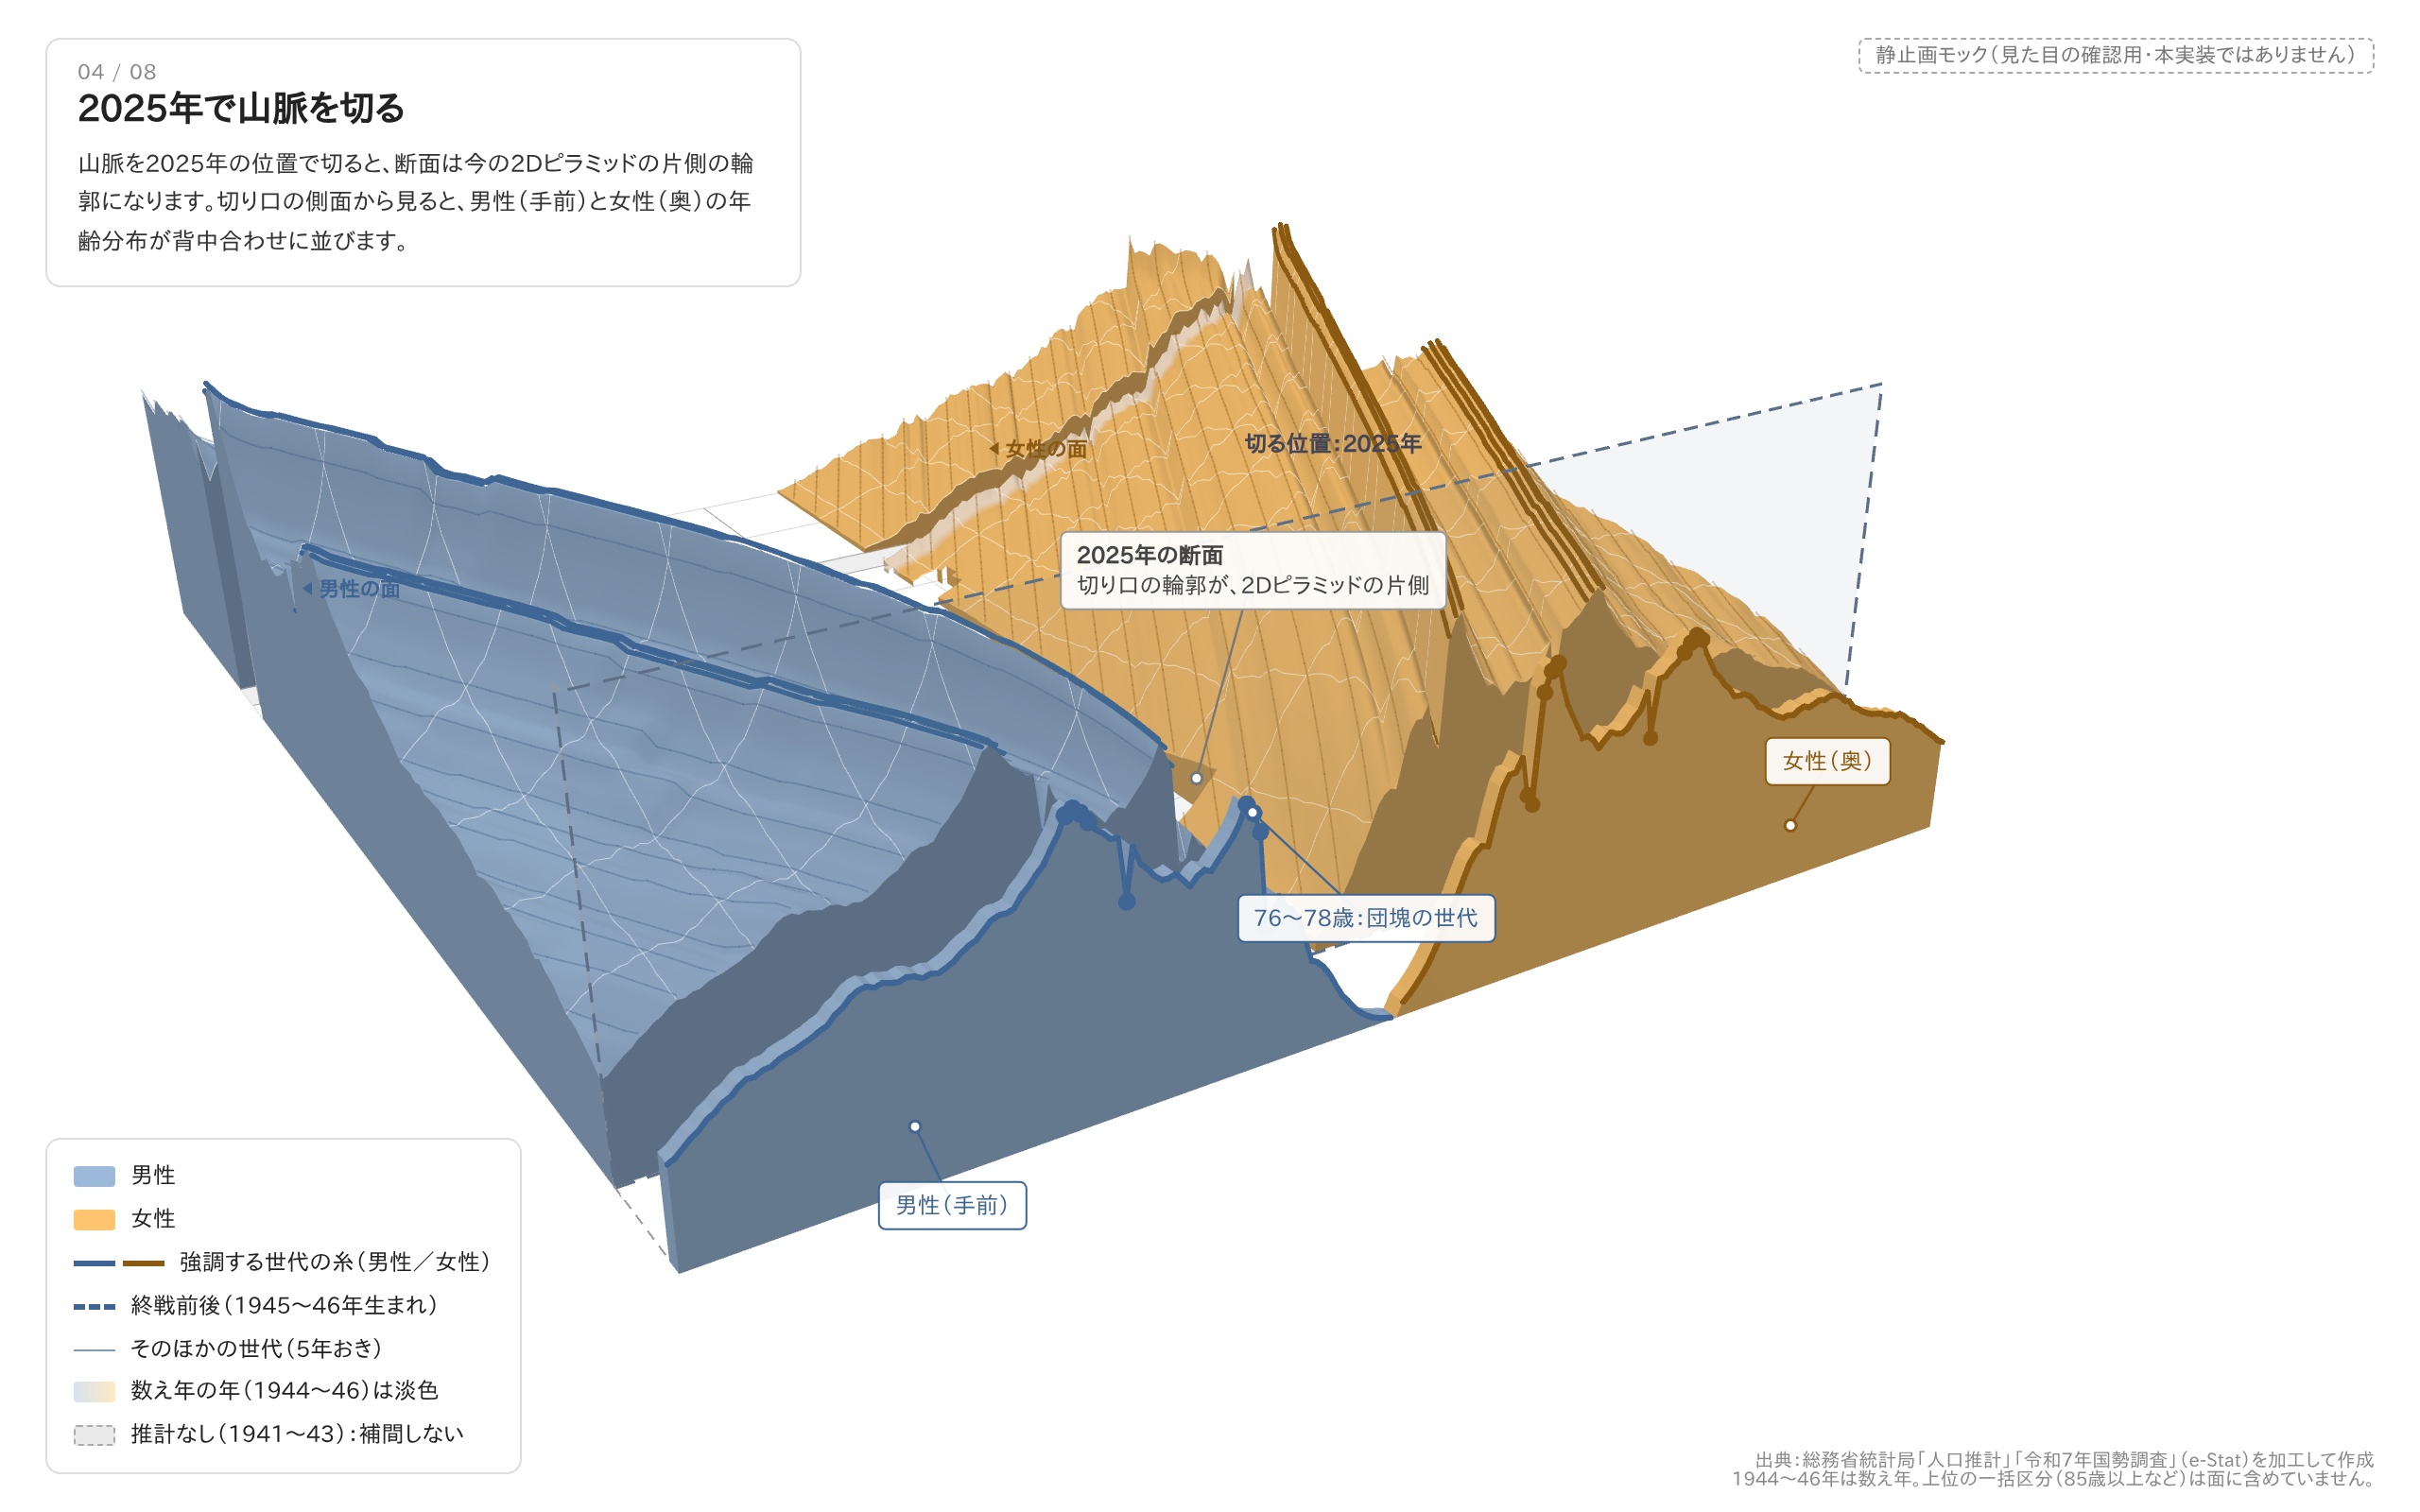 04 / 08
2025年で山脈を切る
山脈を2025年の位置で切ると、断面は今の2Dピラミッドの片側の輪
郭になります。切り口の側面から見ると、男性（手前）と女性（奥）の年
齢分布が背中合わせに並びます。
静止画モック（見た目の確認用・本実装ではありません）
切る位置：2025年
◀ 女性の面
2025年の断面
切り口の輪郭が、2Dピラミッドの片側
◀ 男性の面
女性（奥）
76〜78歳：団塊の世代
男性（手前）
男性
女性
強調する世代の糸（男性／女性）
終戦前後（1945〜46年生まれ）
そのほかの世代（5年おき）
数え年の年（1944〜46）は淡色
推計なし（1941〜43）：補間しない
出典：総務省統計局「人口推計」「令和7年国勢調査」（e-Stat）を加工して作成
1944〜46年は数え年。上位の一括区分（85歳以上など）は面に含めていません。